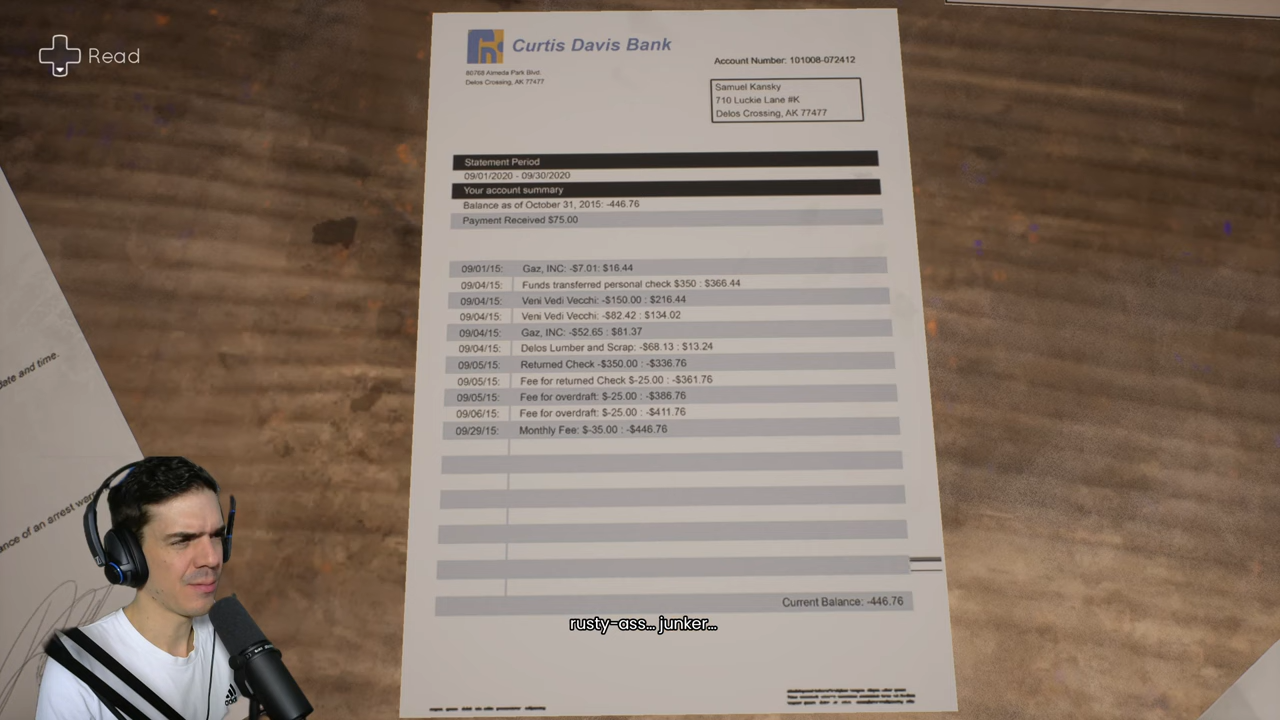 Read
Curtis Davis Bank
80768 Almeda Park Blvd.
Delos Crossing, AK 77477
Account Number: 101008-072412
Samuel Kansky
710 Luckie Lane #K
Delos Crossing, AK 77477
Statement Period
09/01/2020 - 09/30/2020
Your account summary
Balance as of October 31, 2015: -446.76
Payment Received $75.00
09/01/15: Gaz, INC: -$7.01: $16.44
09/04/15: Funds transferred personal check $350 : $366.44
09/04/15: Veni Vedi Vecchi: -$150.00 : $216.44
09/04/15: Veni Vedi Vecchi: -$82.42 : $134.02
09/04/15: Gaz, INC: -$52.65 : $81.37
09/04/15: Delos Lumber and Scrap: -$68.13 : $13.24
09/05/15: Returned Check -$350.00 : -$336.76
09/05/15: Fee for returned Check $-25.00 : -$361.76
09/05/15: Fee for overdraft: $-25.00 : -$386.76
09/06/15: Fee for overdraft: $-25.00 : -$411.76
09/29/15: Monthly Fee: $-35.00 : -$446.76
Current Balance: -446.76
date and time.
ance of an arrest
rusty-ass... junker...